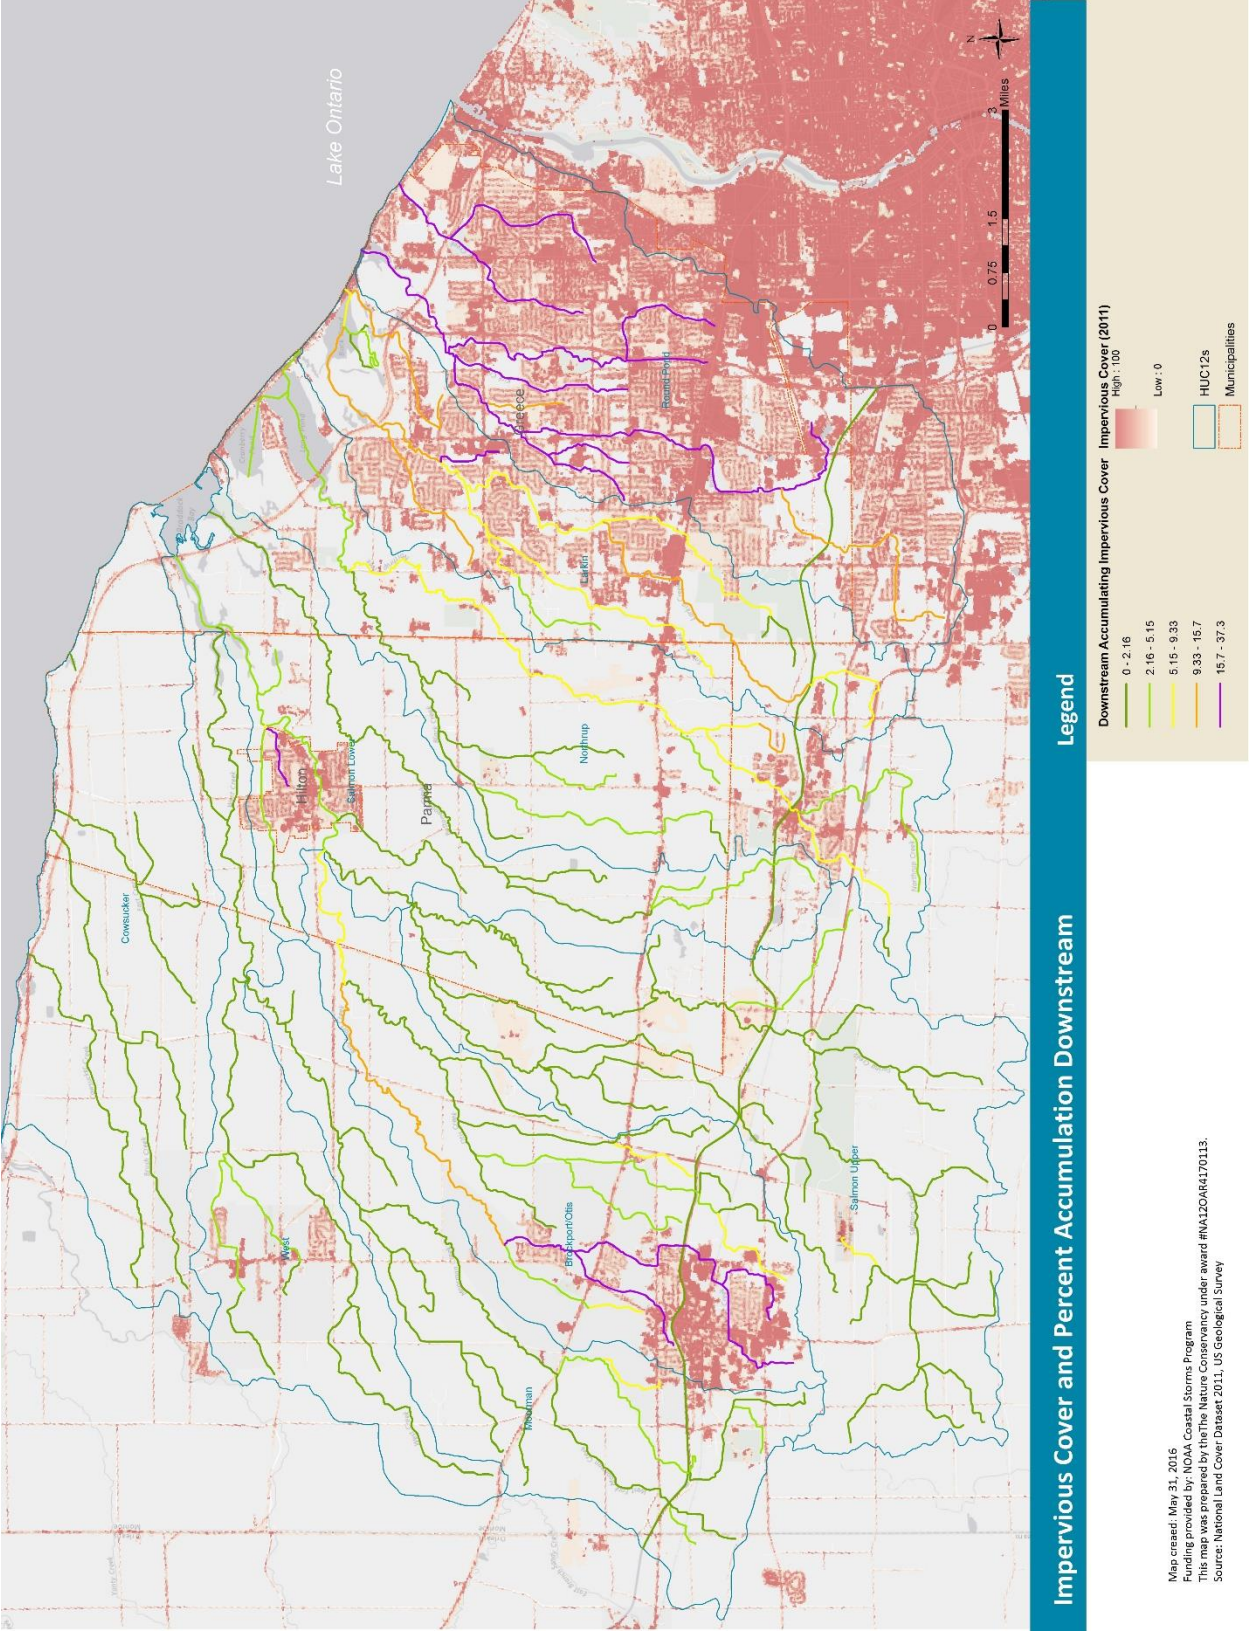 Lake Ontario
N
0
0.75
1.5
3
Miles
Greece
Round Pond
Larkin
Northrup
Hilton
Salmon Lower
Parma
Cowsucker
West
Brockport/Otis
Salmon Upper
Moorman
Impervious Cover and Percent Accumulation Downstream
Legend
Downstream Accumulating Impervious Cover
0 - 2.16
2.16 - 5.15
5.15 - 9.33
9.33 - 15.7
15.7 - 37.3
Impervious Cover (2011)
High : 100
Low : 0
HUC12s
Municipalities
Map creaed: May 31, 2016
Funding provided by: NOAA Coastal Storms Program
This map was prepared by theThe Nature Conservancy under award #NA12OAR4170113.
Source: National Land Cover Dataset 2011, US Geological Survey